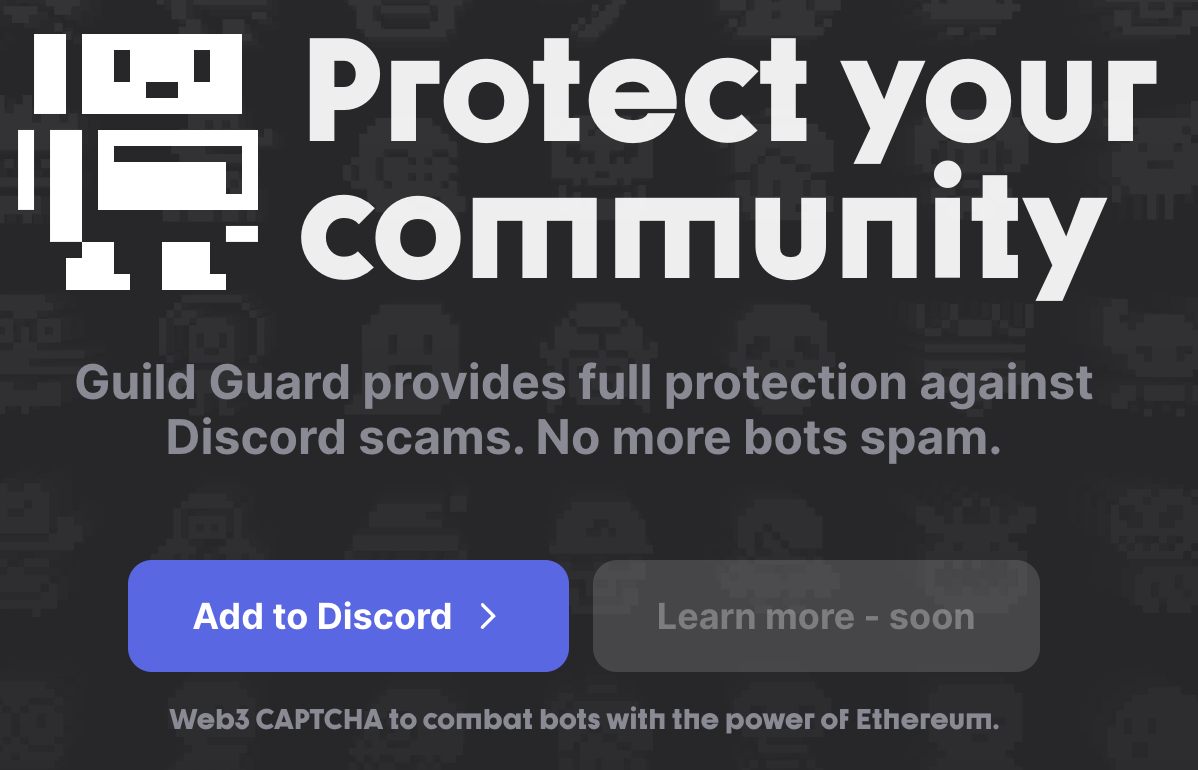 Protect your
community
Guild Guard provides full protection against
Discord scams. No more bots spam.
Add to Discord
Learn more - soon
Web3 CAPTCHA to combat bots with the power of Ethereum.